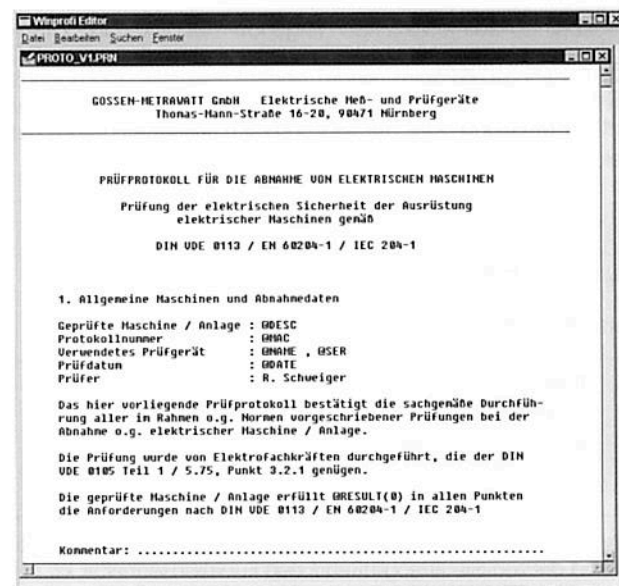 Winprofi Editor
Datei Bearbeiten Suchen Fenster
PROTO_V1.PRN
GOSSEN-METRAWATT GmbH Elektrische Meß- und Prüfgeräte
Thomas-Mann-Straße 16-20, 90471 Nürnberg
PRÜFPROTOKOLL FÜR DIE ABNAHME VON ELEKTRISCHEN MASCHINEN
Prüfung der elektrischen Sicherheit der Ausrüstung
elektrischer Maschinen gemäß
DIN VDE 0113 / EN 60204-1 / IEC 204-1
1. Allgemeine Maschinen und Abnahmedaten
Geprüfte Maschine / Anlage : @DESC
Protokollnummer : @MAC
Verwendetes Prüfgerät : @NAME , @SER
Prüfdatum : @DATE
Prüfer : R. Schweiger
Das hier vorliegende Prüfprotokoll bestätigt die sachgemäße Durchfüh-
rung aller im Rahmen o.g. Normen vorgeschriebener Prüfungen bei der
Abnahme o.g. elektrischer Maschine / Anlage.
Die Prüfung wurde von Elektrofachkräften durchgeführt, die der DIN
VDE 0105 Teil 1 / 5.75, Punkt 3.2.1 genügen.
Die geprüfte Maschine / Anlage erfüllt @RESULT(0) in allen Punkten
die Anforderungen nach DIN VDE 0113 / EN 60204-1 / IEC 204-1
Kommentar: ......................................................